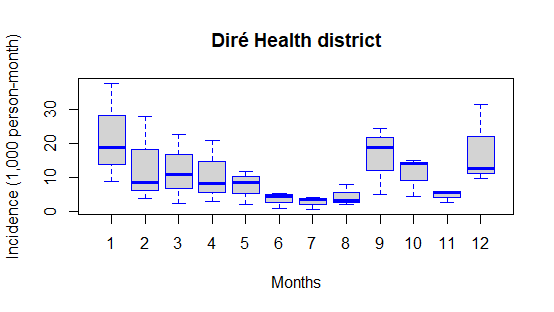 Diré Health district
Incidence (1,000 person-month)
30
20
10
0
1 2 3 4 5 6 7 8 9 10 11 12
Months